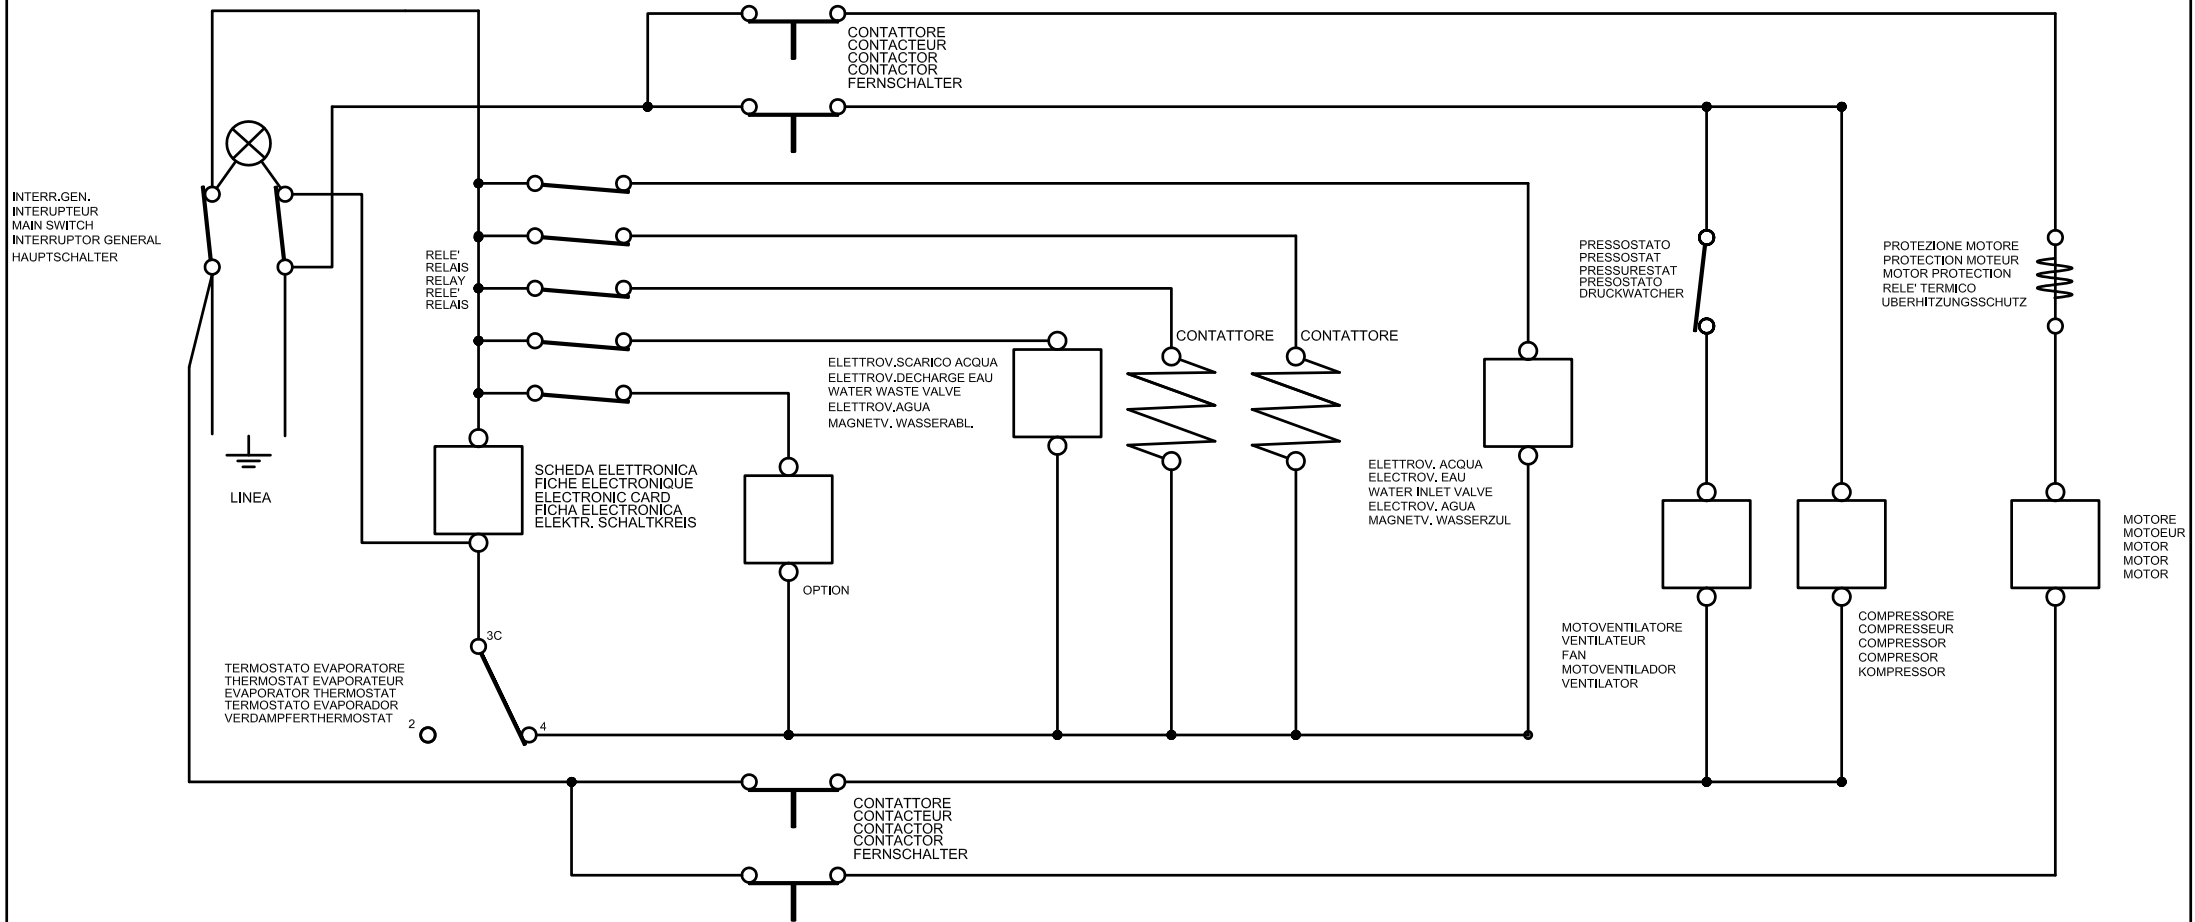 CONTATTORE
CONTACTEUR
CONTACTOR
CONTACTOR
FERNSCHALTER
INTERR.GEN.
INTERUPTEUR
MAIN SWITCH
INTERRUPTOR GENERAL
HAUPTSCHALTER
RELE'
RELAIS
RELAY
RELE'
RELAIS
PRESSOSTATO
PRESSOSTAT
PRESSURESTAT
PRESOSTATO
DRUCKWATCHER
PROTEZIONE MOTORE
PROTECTION MOTEUR
MOTOR PROTECTION
RELE' TERMICO
UBERHITZUNGSSCHUTZ
CONTATTORE
CONTATTORE
ELETTROV.SCARICO ACQUA
ELETTROV.DECHARGE EAU
WATER WASTE VALVE
ELETTROV.AGUA
MAGNETV. WASSERABL.
LINEA
SCHEDA ELETTRONICA
FICHE ELECTRONIQUE
ELECTRONIC CARD
FICHA ELECTRONICA
ELEKTR. SCHALTKREIS
ELETTROV. ACQUA
ELECTROV. EAU
WATER INLET VALVE
ELECTROV. AGUA
MAGNETV. WASSERZUL
MOTORE
MOTOEUR
MOTOR
MOTOR
MOTOR
OPTION
MOTOVENTILATORE
VENTILATEUR
FAN
MOTOVENTILADOR
VENTILATOR
COMPRESSORE
COMPRESSEUR
COMPRESSOR
COMPRESOR
KOMPRESSOR
3C
TERMOSTATO EVAPORATORE
THERMOSTAT EVAPORATEUR
EVAPORATOR THERMOSTAT
TERMOSTATO EVAPORADOR
VERDAMPFERTHERMOSTAT
2
4
CONTATTORE
CONTACTEUR
CONTACTOR
CONTACTOR
FERNSCHALTER